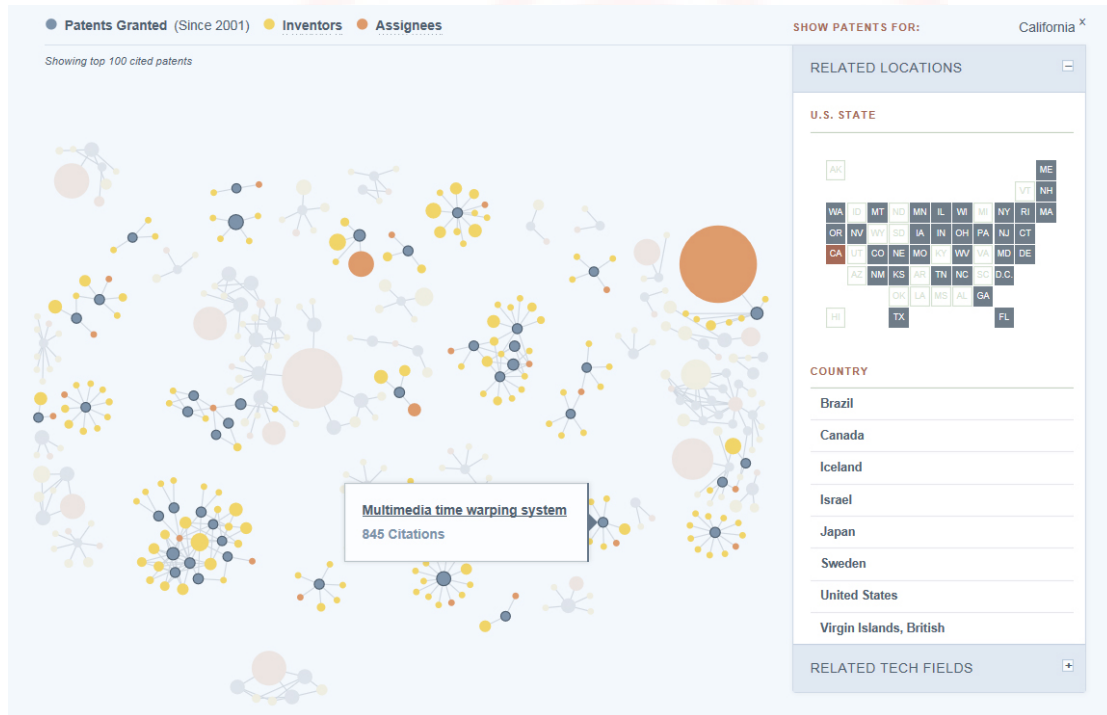 Patents Granted (Since 2001) Inventors Assignees
Showing top 100 cited patents
SHOW PATENTS FOR: California x
RELATED LOCATIONS
U.S. STATE
AK ME
VT NH
WA ID MT ND MN IL WI MI NY RI MA
OR NV WY SD IA IN OH PA NJ CT
CA UT CO NE MO KY WV VA MD DE
AZ NM KS AR TN NC SC D.C.
OK LA MS AL GA
HI TX FL
COUNTRY
Brazil
Canada
Iceland
Israel
Japan
Sweden
United States
Virgin Islands, British
RELATED TECH FIELDS
Multimedia time warping system
845 Citations